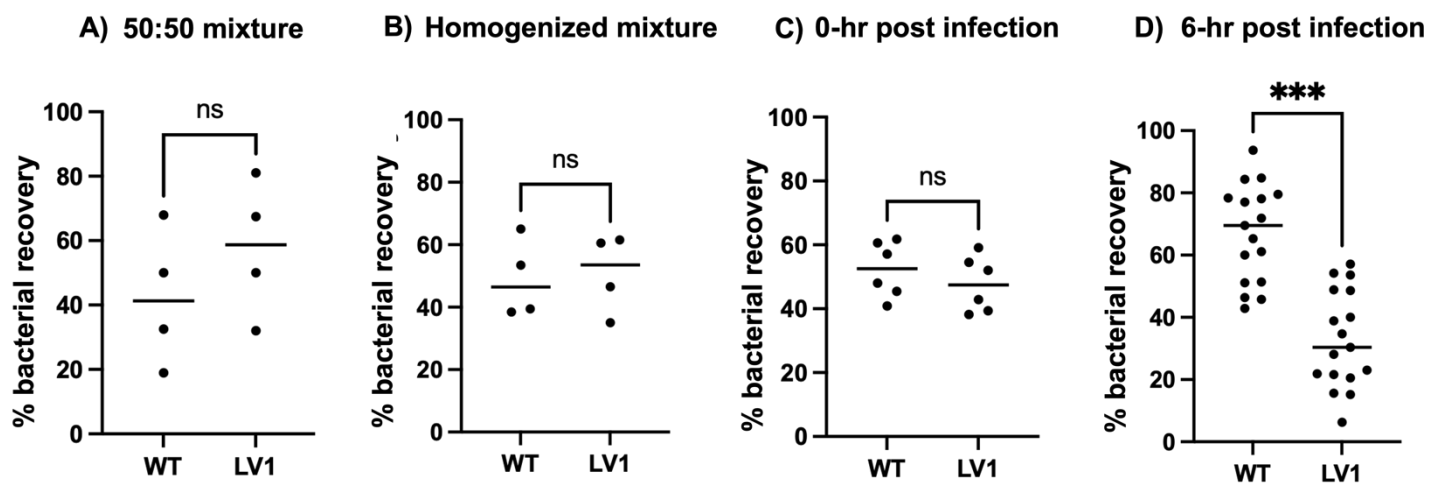 A) 50:50 mixture
% bacterial recovery
100
80
60
40
20
0
ns
WT
LV1
B) Homogenized mixture
% bacterial recovery
100
80
60
40
20
0
ns
WT
LV1
C) 0-hr post infection
% bacterial recovery
100
80
60
40
20
0
ns
WT
LV1
D) 6-hr post infection
% bacterial recovery
100
80
60
40
20
0
***
WT
LV1